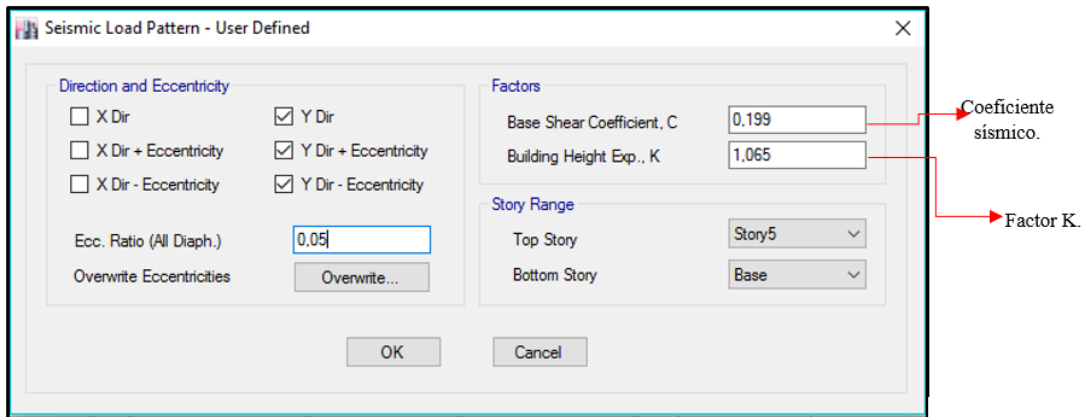 Seismic Load Pattern - User Defined
Direction and Eccentricity
X Dir
Y Dir
X Dir + Eccentricity
Y Dir + Eccentricity
X Dir - Eccentricity
Y Dir - Eccentricity
Ecc. Ratio (All Diaph.)
0,05
Overwrite Eccentricities
Overwrite...
Factors
Base Shear Coefficient, C
0,199
Building Height Exp., K
1,065
Story Range
Top Story
Story5
Bottom Story
Base
OK
Cancel
Coeficiente
sísmico.
Factor K.